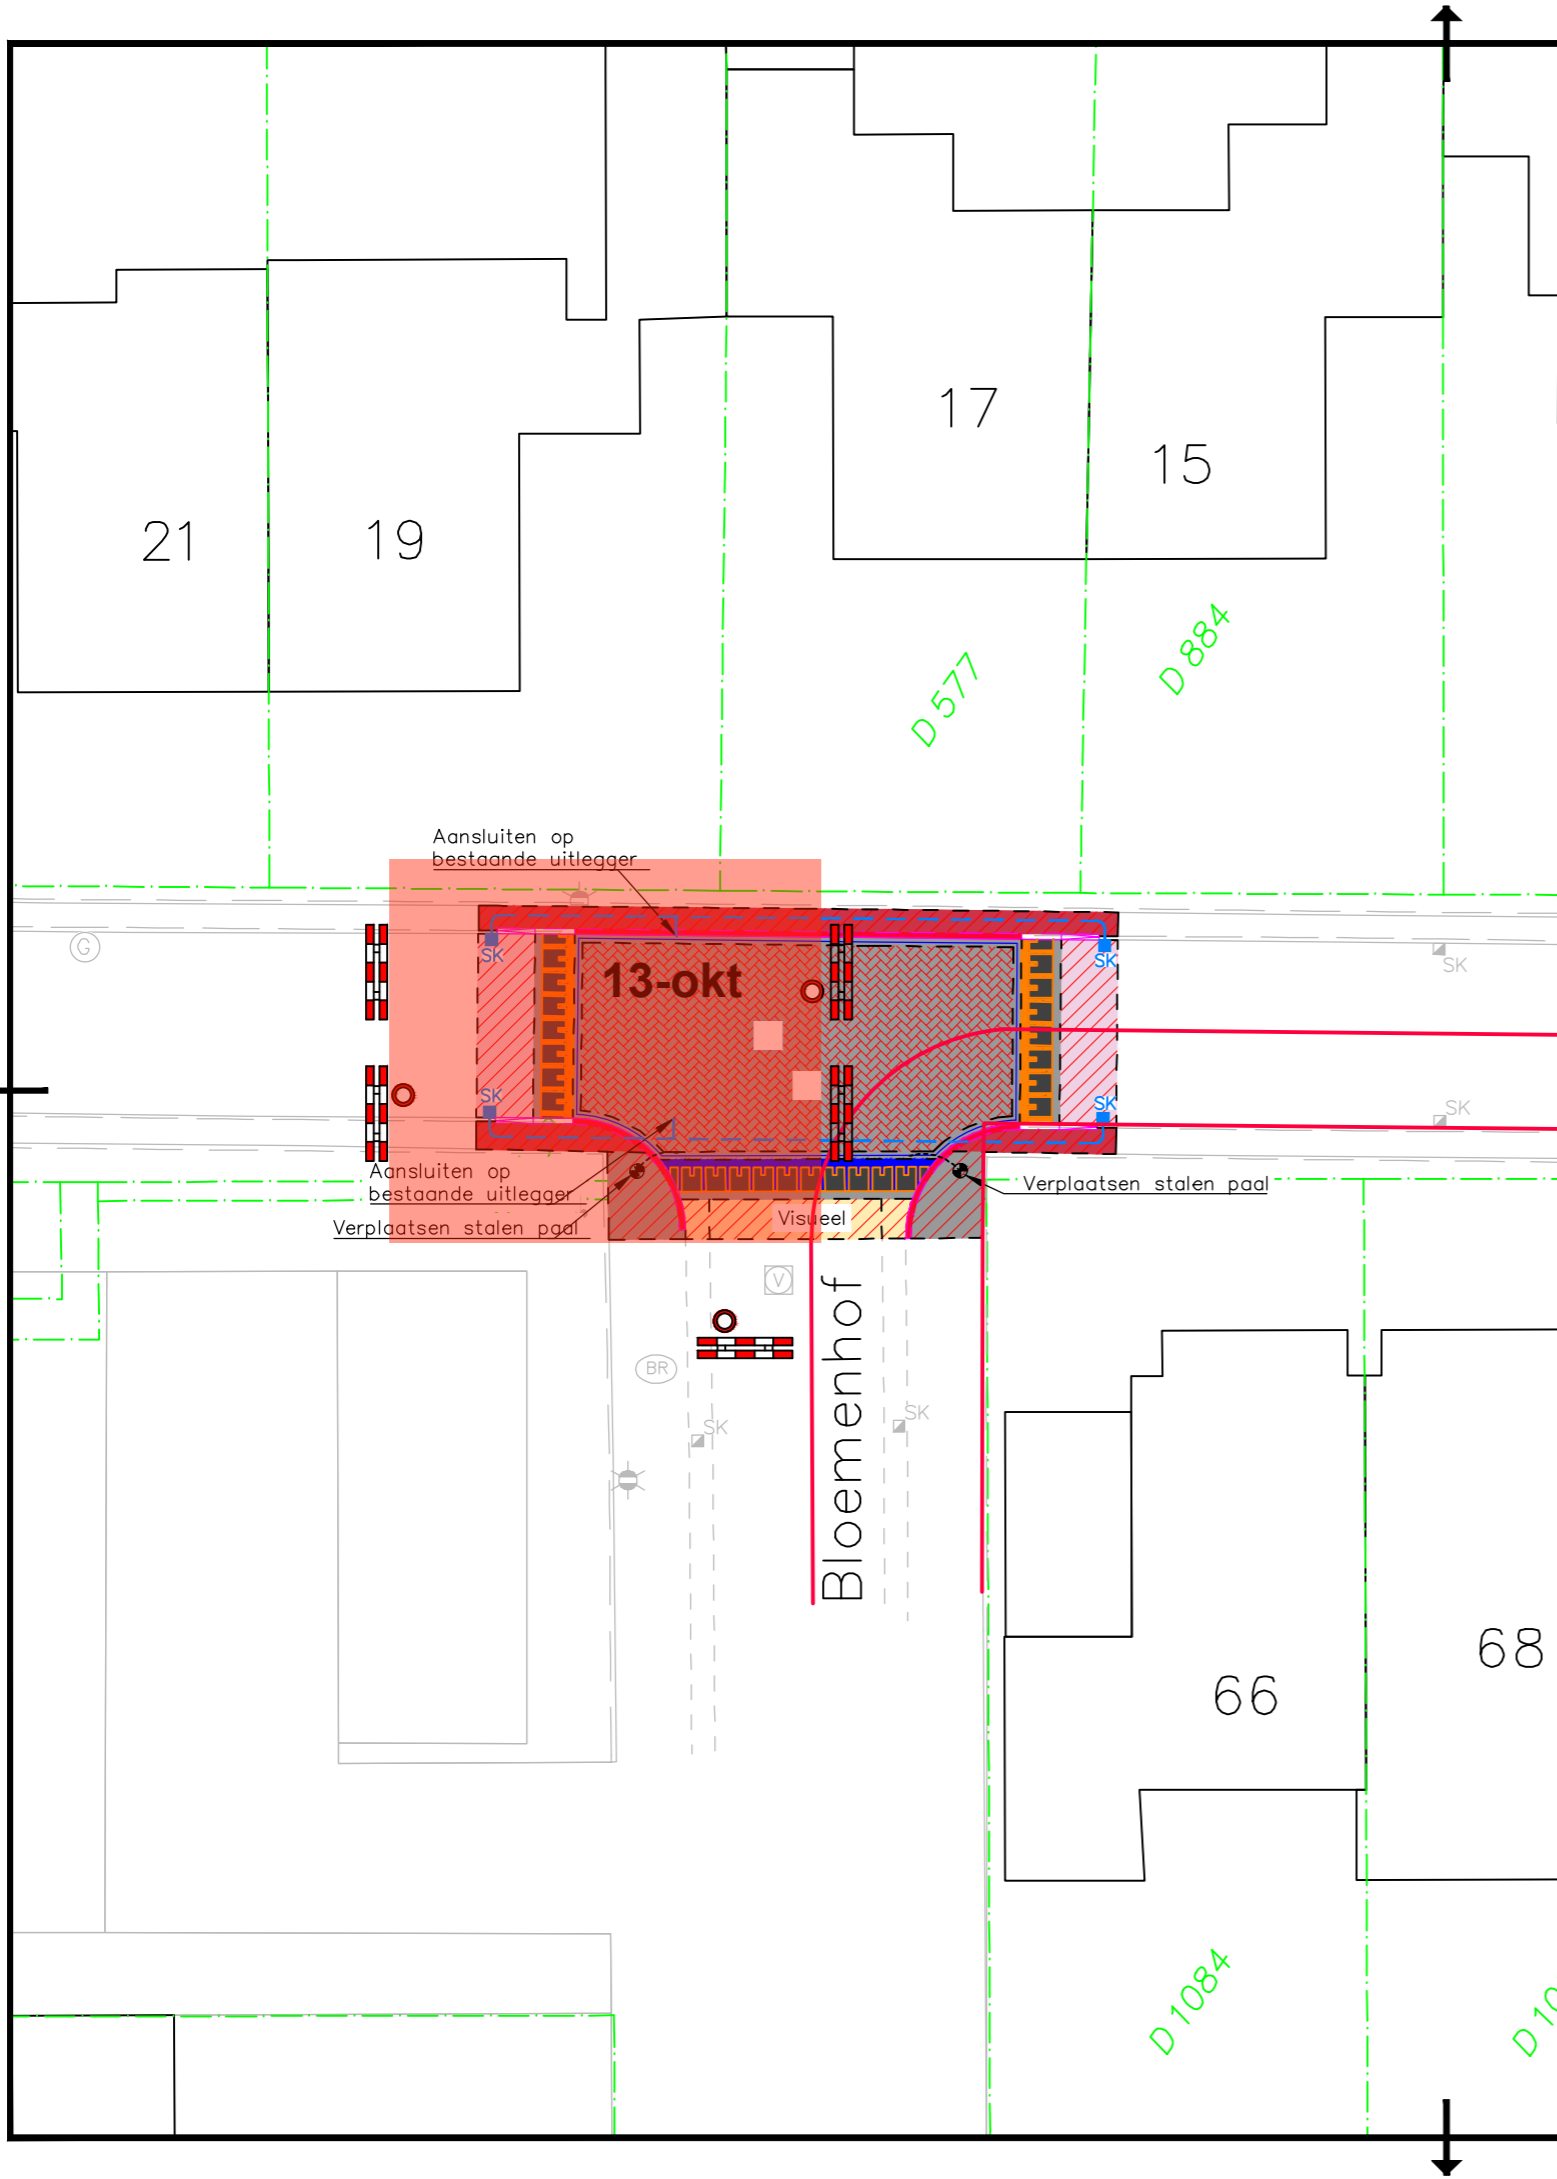 17
15
21
19
D 577
D 884
Aansluiten op
bestaande uitlegger
G
13-okt
SK
SK
SK
SK
SK
SK
Aansluiten op
bestaande uitlegger
Verplaatsen stalen paal
Verplaatsen stalen paal
Visueel
V
Bloemenhof
BR
SK
SK
68
66
D 1084
D 10